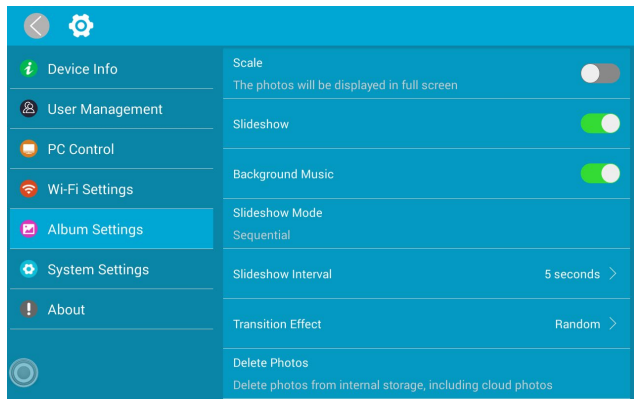 Device Info
User Management
PC Control
Wi-Fi Settings
Album Settings
System Settings
About
Scale
The photos will be displayed in full screen
Slideshow
Background Music
Slideshow Mode
Sequential
Slideshow Interval
5 seconds
Transition Effect
Random
Delete Photos
Delete photos from internal storage, including cloud photos